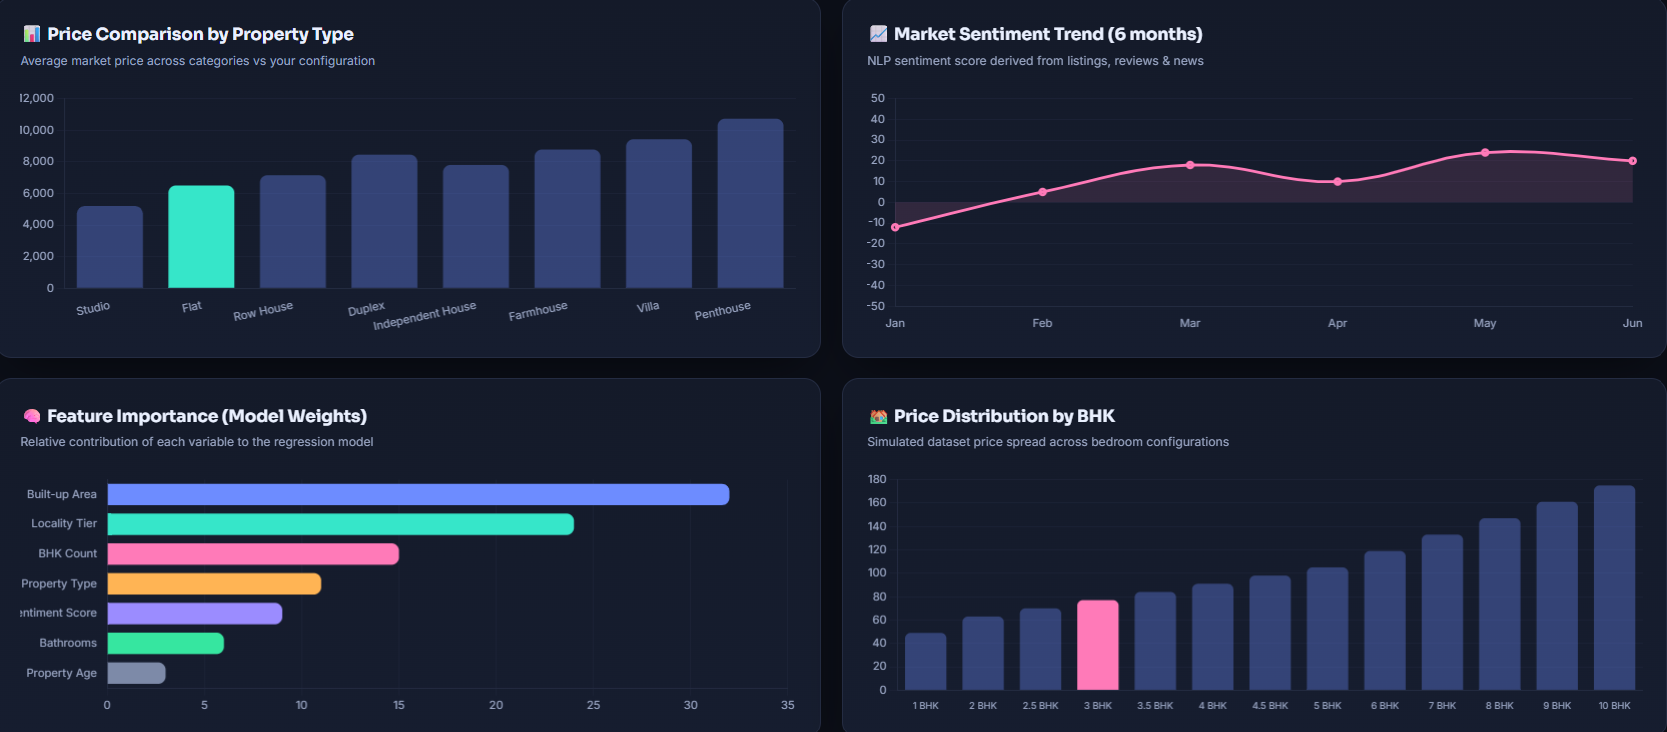 Price Comparison by Property Type
Average market price across categories vs your configuration
12,000
10,000
8,000
6,000
4,000
2,000
0
Studio
Flat
Row House
Duplex
Independent House
Farmhouse
Villa
Penthouse
Market Sentiment Trend (6 months)
NLP sentiment score derived from listings, reviews & news
50
40
30
20
10
0
-10
-20
-30
-40
-50
Jan Feb Mar Apr May Jun
Feature Importance (Model Weights)
Relative contribution of each variable to the regression model
Built-up Area
Locality Tier
BHK Count
Property Type
ntiment Score
Bathrooms
Property Age
0 5 10 15 20 25 30 35
Price Distribution by BHK
Simulated dataset price spread across bedroom configurations
180
160
140
120
100
80
60
40
20
0
1 BHK 2 BHK 2.5 BHK 3 BHK 3.5 BHK 4 BHK 4.5 BHK 5 BHK 6 BHK 7 BHK 8 BHK 9 BHK 10 BHK